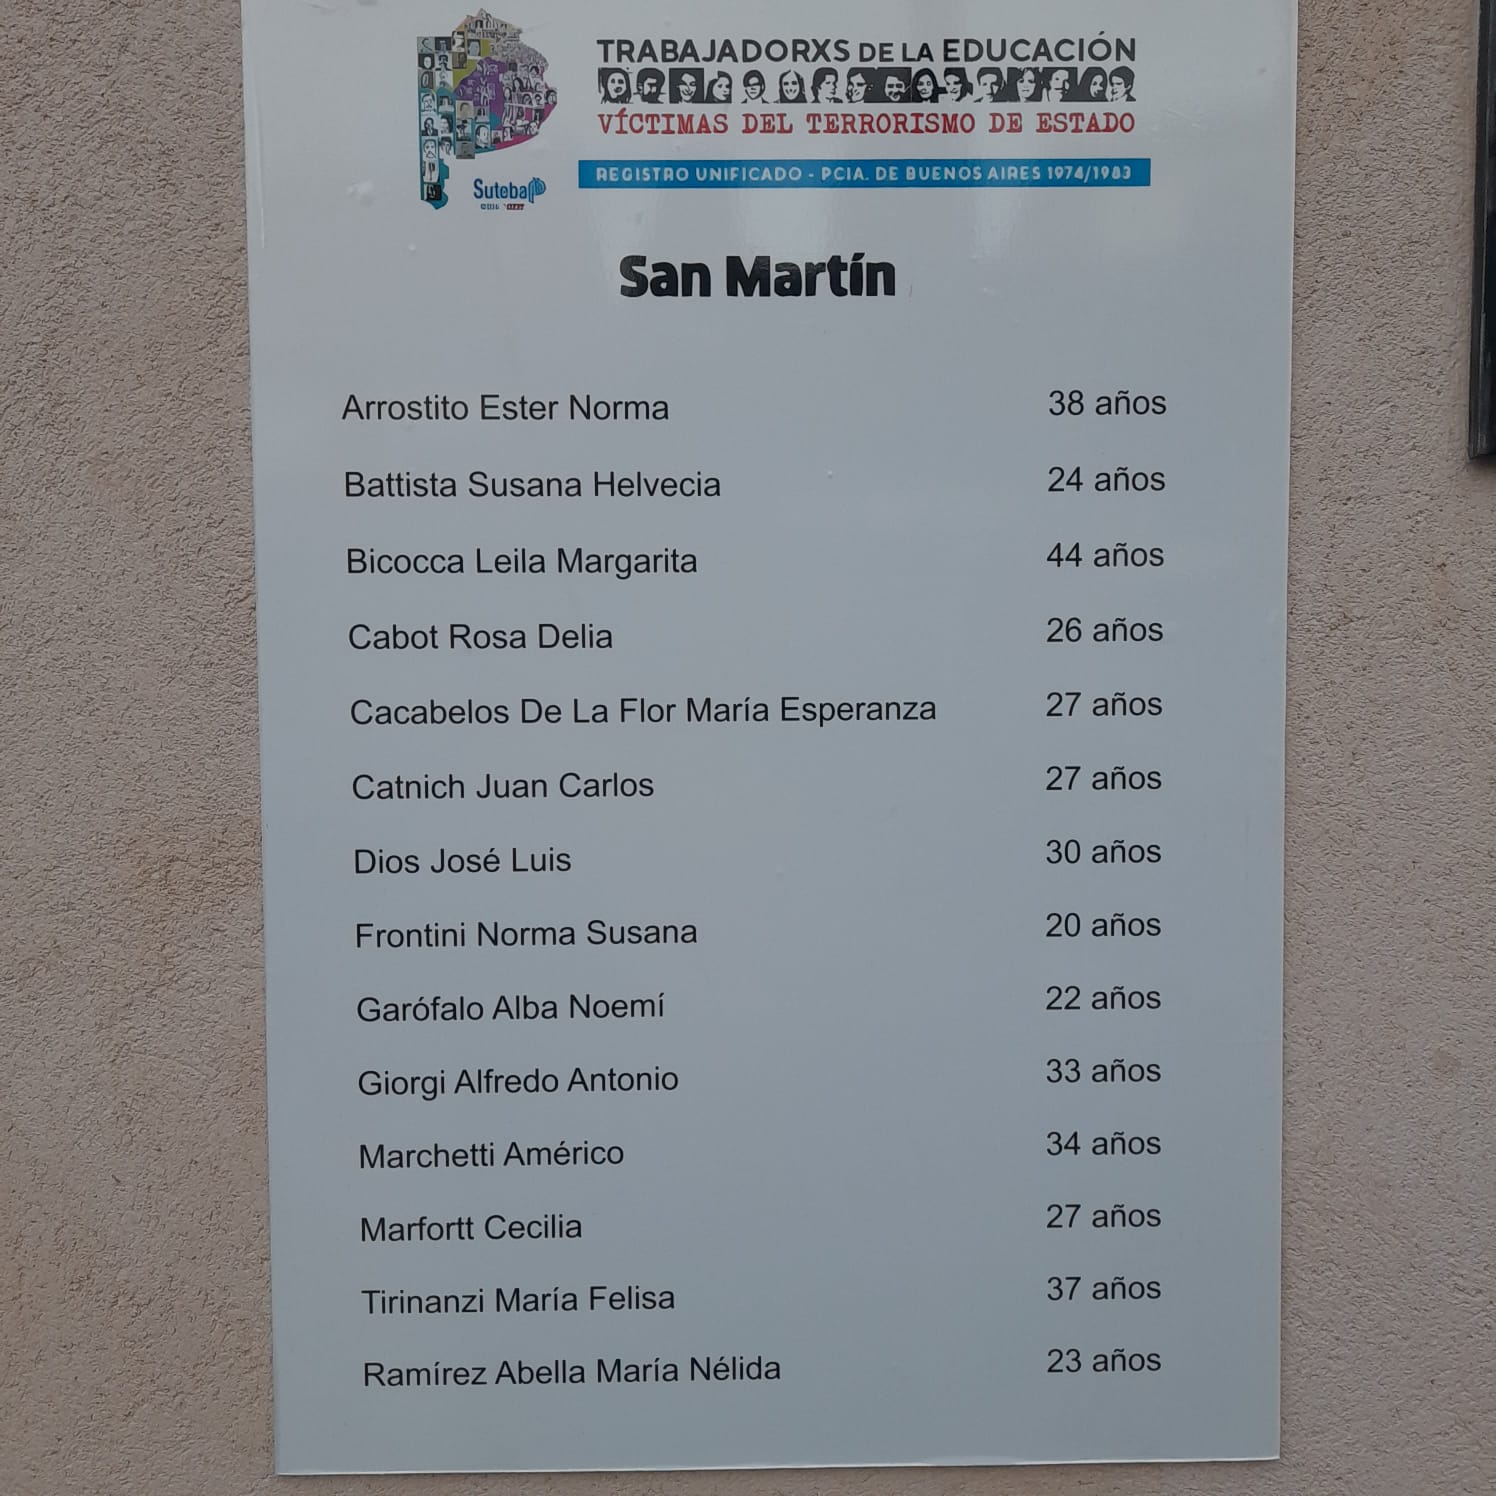 TRABAJADORXS DE LA EDUCACIÓN
VÍCTIMAS DEL TERRORISMO DE ESTADO
REGISTRO UNIFICADO - PCIA. DE BUENOS AIRES 1974/1983
Suteba
San Martín
Arrostito Ester Norma 38 años
Battista Susana Helvecia 24 años
Bicocca Leila Margarita 44 años
Cabot Rosa Delia 26 años
Cacabelos De La Flor María Esperanza 27 años
Catnich Juan Carlos 27 años
Dios José Luis 30 años
Frontini Norma Susana 20 años
Garófalo Alba Noemí 22 años
Giorgi Alfredo Antonio 33 años
Marchetti Américo 34 años
Marfortt Cecilia 27 años
Tirinanzi María Felisa 37 años
Ramírez Abella María Nélida 23 años